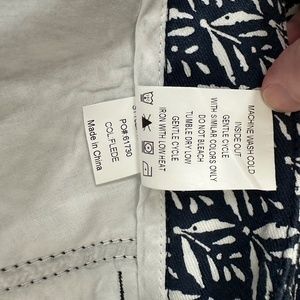 MACHINE WASH COLD
INSIDE OUT
GENTLE CYCLE
WITH SIMILAR COLORS ONLY
DO NOT BLEACH
GENTLE CYCLE
TUMBLE DRY LOW
IRON WITH LOW HEAT
PO#:61730
COL:FLEDE
Made in China